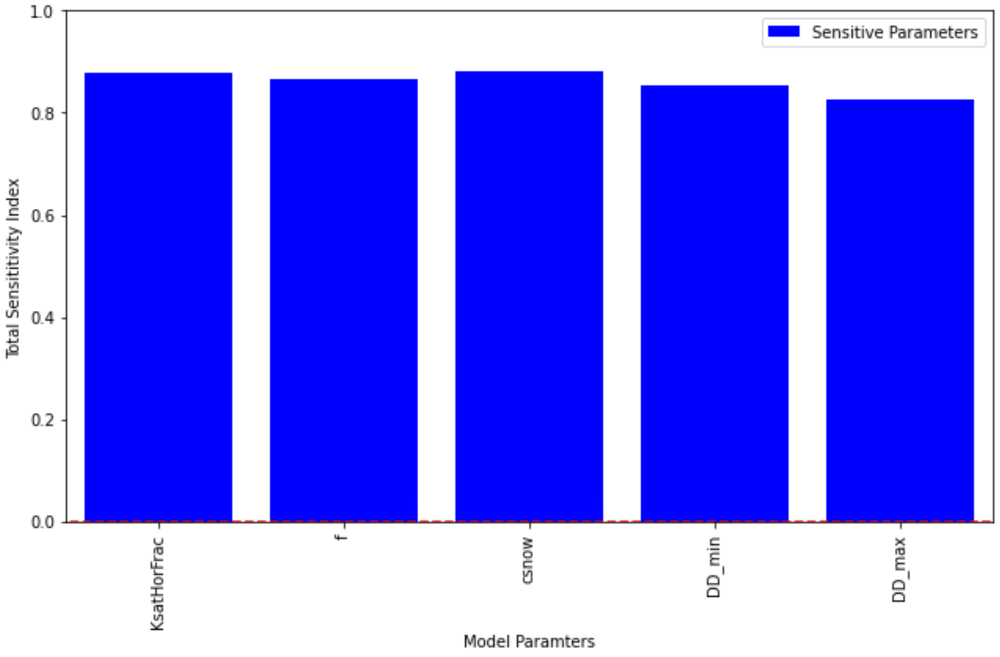 1.0
0.8
0.6
0.4
0.2
0.0
Total Sensititivity Index
Sensitive Parameters
KsatHorFrac
f
csnow
DD_min
DD_max
Model Paramters